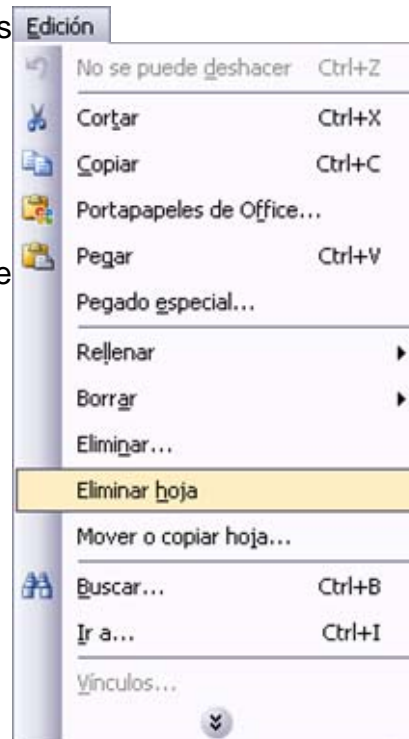 s Edición
No se puede deshacer Ctrl+Z
Cortar Ctrl+X
Copiar Ctrl+C
Portapapeles de Office...
Pegar Ctrl+V
e
Pegado especial...
Rellenar
Borrar
Eliminar...
Eliminar hoja
Mover o copiar hoja...
Buscar... Ctrl+B
Ir a... Ctrl+I
Vínculos...